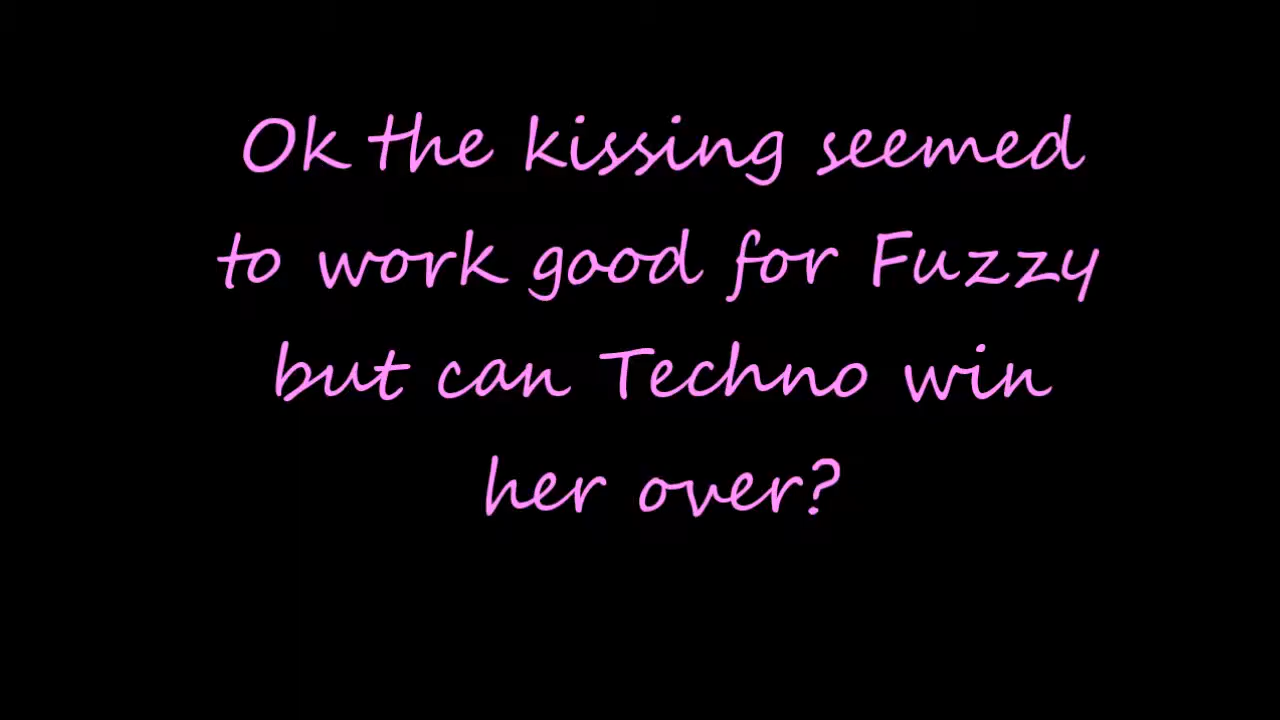 Ok the kissing seemed
to work good for Fuzzy
but can Techno win
her over?